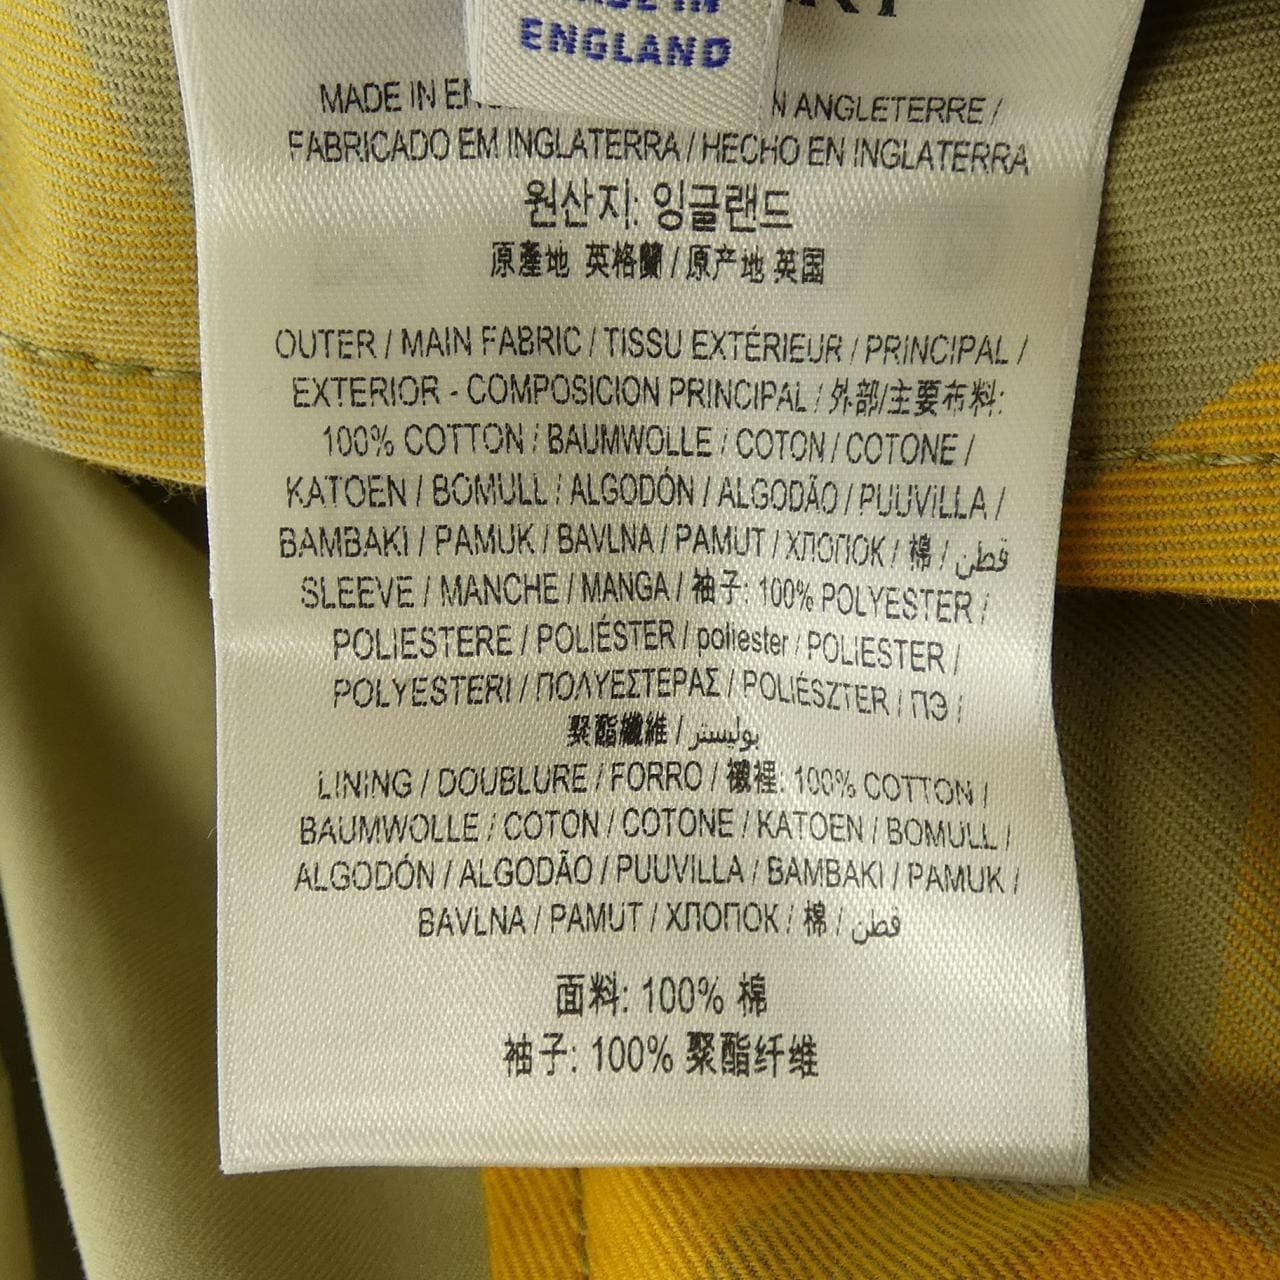 MADE IN
ENGLAND
MADE IN ANGLETERRE /
FABRICADO EM INGLATERRA / HECHO EN INGLATERRA
원산지: 잉글랜드
原產地 英格蘭 / 原产地 英国
OUTER / MAIN FABRIC / TISSU EXTÉRIEUR / PRINCIPAL /
EXTERIOR - COMPOSICION PRINCIPAL / 外部/主要布料:
100% COTTON / BAUMWOLLE / COTON / COTONE /
KATOEN / BOMULL / ALGODÓN / ALGODÃO / PUUVILLA /
BAMBAKI / PAMUK / BAVLNA / PAMUT / ХЛОПОК / 棉 / قطن
SLEEVE / MANCHE / MANGA / 袖子: 100% POLYESTER /
POLIESTERE / POLIÉSTER / poliester / POLIESTER /
POLYESTERI / ΠΟΛΥΕΣΤΕΡΑΣ / POLIÉSZTER / ПЭ /
聚酯纖維 / بوليستر
LINING / DOUBLURE / FORRO / 襯裡: 100% COTTON /
BAUMWOLLE / COTON / COTONE / KATOEN / BOMULL /
ALGODÓN / ALGODÃO / PUUVILLA / BAMBAKI / PAMUK /
BAVLNA / PAMUT / ХЛОПОК / 棉 / قطن
面料: 100% 棉
袖子: 100% 聚酯纤维